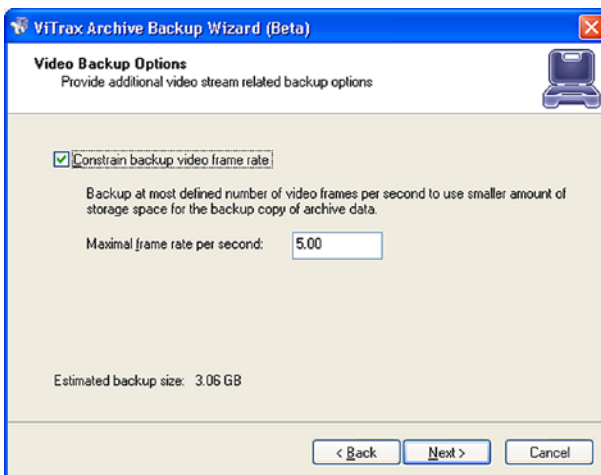 ViTrax Archive Backup Wizard (Beta)
Video Backup Options
Provide additional video stream related backup options
Constrain backup video frame rate
Backup at most defined number of video frames per second to use smaller amount of
storage space for the backup copy of archive data.
Maximal frame rate per second: 5.00
Estimated backup size: 3.06 GB
< Back Next > Cancel